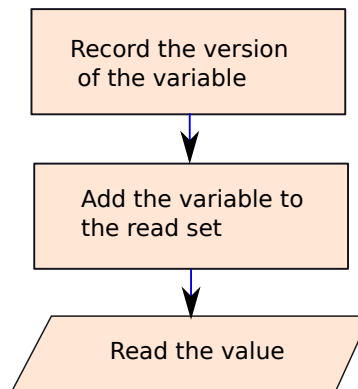 Record the version
of the variable
Add the variable to
the read set
Read the value